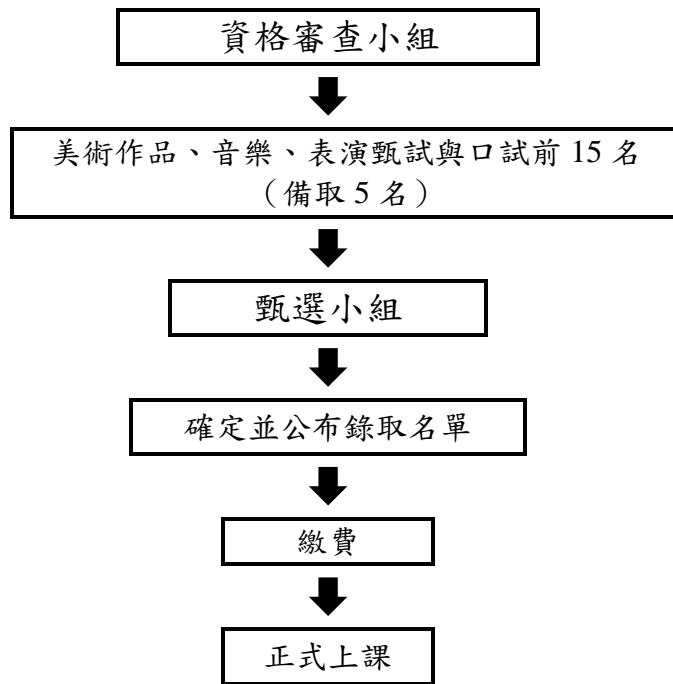 資格審查小組
美術作品、音樂、表演甄試與口試前 15 名
（備取 5 名）
甄選小組
確定並公布錄取名單
繳費
正式上課